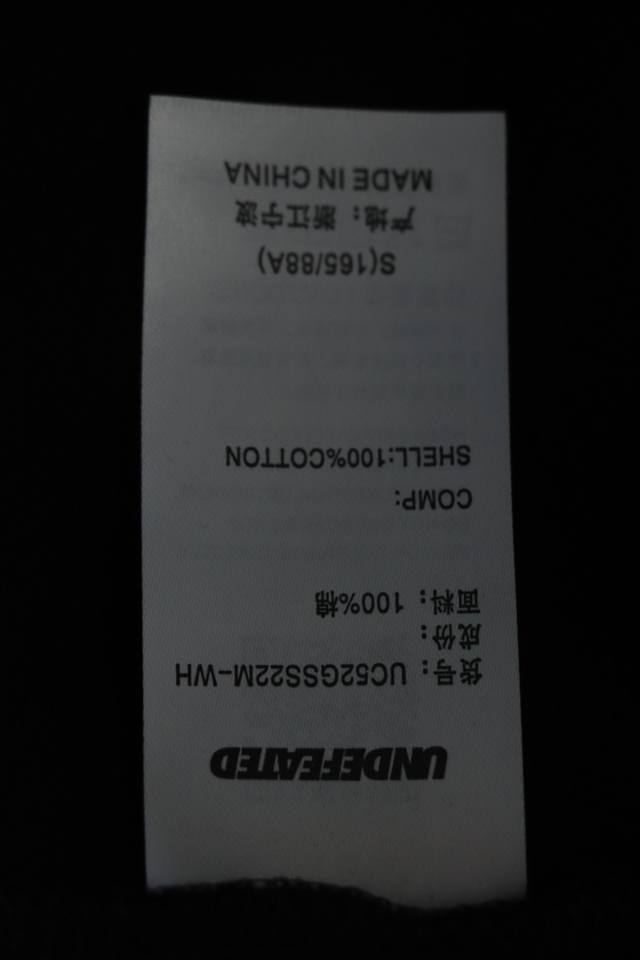 UNDEFEATED
货号：UC52GSS22M-WH
成份：
面料：100%棉
COMP:
SHELL:100%COTTON
S(165/88A)
产地：浙江宁波
MADE IN CHINA